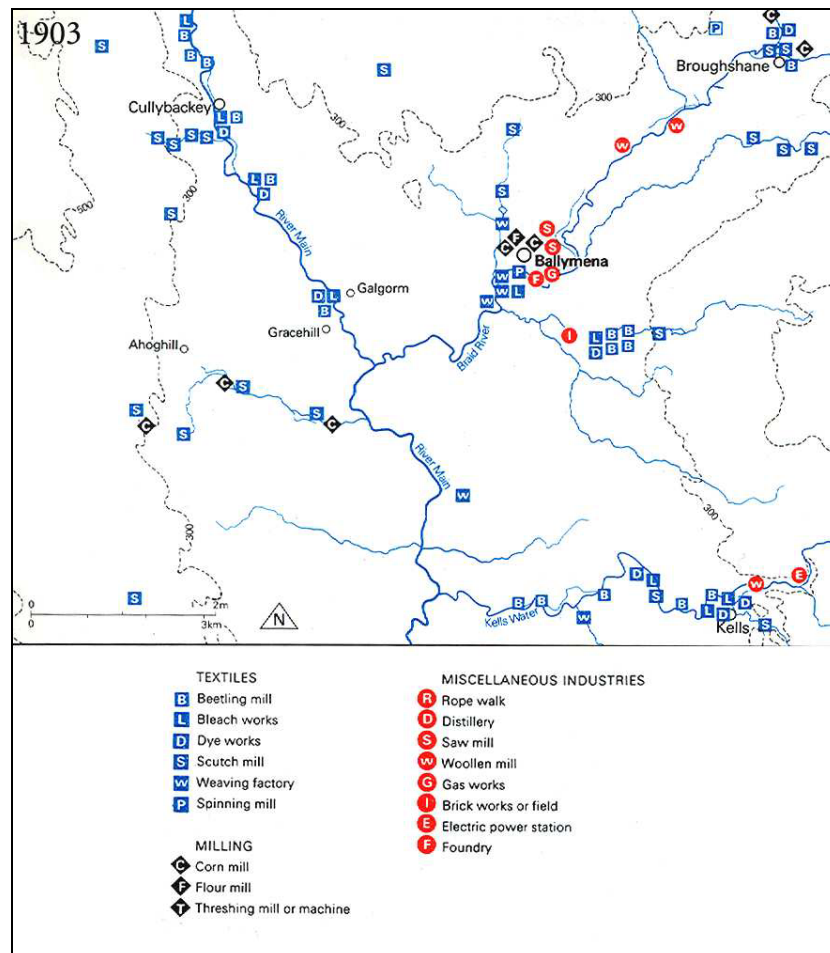 1903
Cullybackey
Broughshane
300
300
500
300
River Main
Ballymena
Galgorm
Gracehill
Ahoghill
Braid River
River Main
300
300
0 2m
0 3km
N
Kells Water
Kells
TEXTILES
B Beetling mill
L Bleach works
D Dye works
S Scutch mill
W Weaving factory
P Spinning mill
MILLING
C Corn mill
F Flour mill
T Threshing mill or machine
MISCELLANEOUS INDUSTRIES
R Rope walk
D Distillery
S Saw mill
W Woollen mill
G Gas works
I Brick works or field
E Electric power station
F Foundry